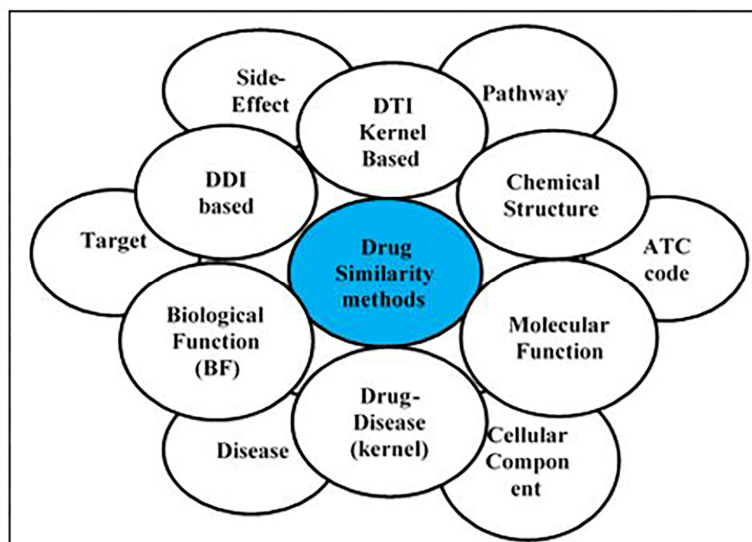 Side-
Effect
DTI
Kernel
Based
Pathway
DDI
based
Chemical
Structure
Target
Drug
Similarity
methods
ATC
code
Biological
Function
(BF)
Molecular
Function
Drug-
Disease
(kernel)
Disease
Cellular
Compon
ent